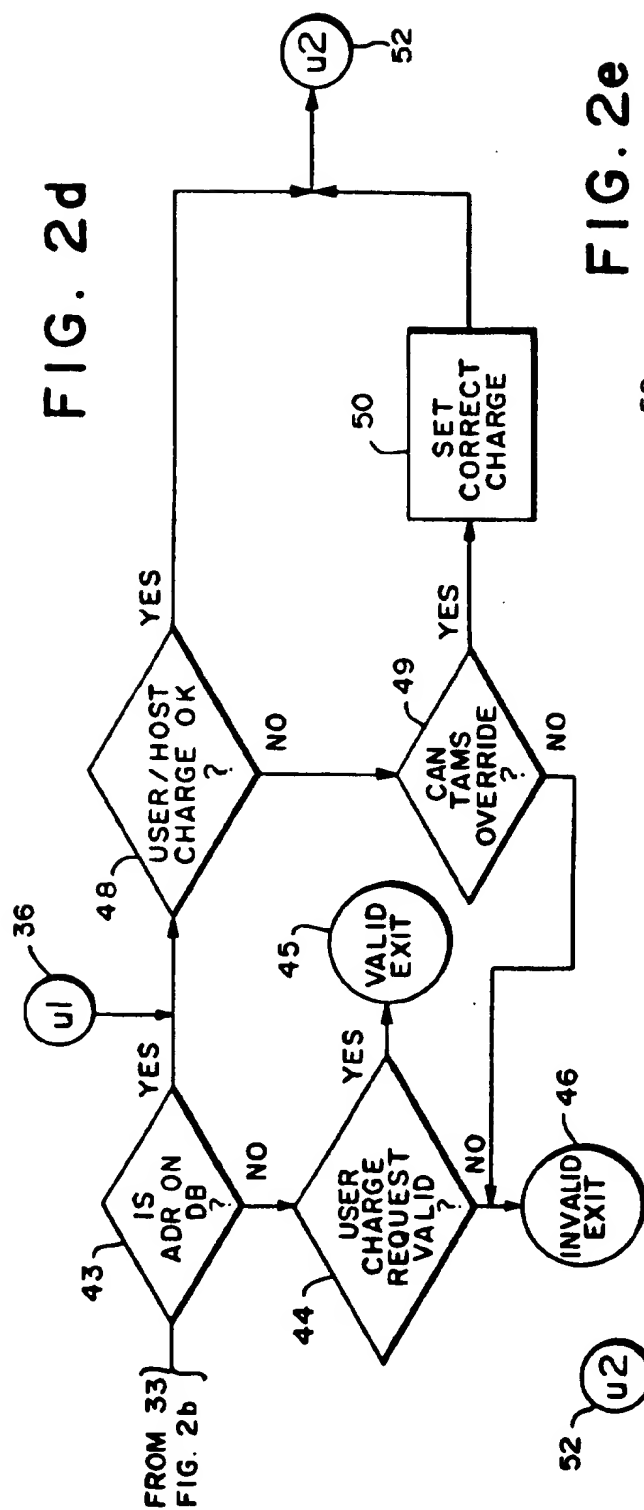 FIG. 2d
FROM 33
FIG. 2b
43
IS
ADR ON
DB
?
YES
NO
u1
36
48
USER/HOST
CHARGE OK
?
YES
NO
u2
52
44
USER
CHARGE
REQUEST
VALID
?
YES
NO
45
VALID
EXIT
INVALID
EXIT
46
CAN
TAMS
OVERRIDE
?
49
YES
NO
50
SET
CORRECT
CHARGE
FIG. 2e
52
u2